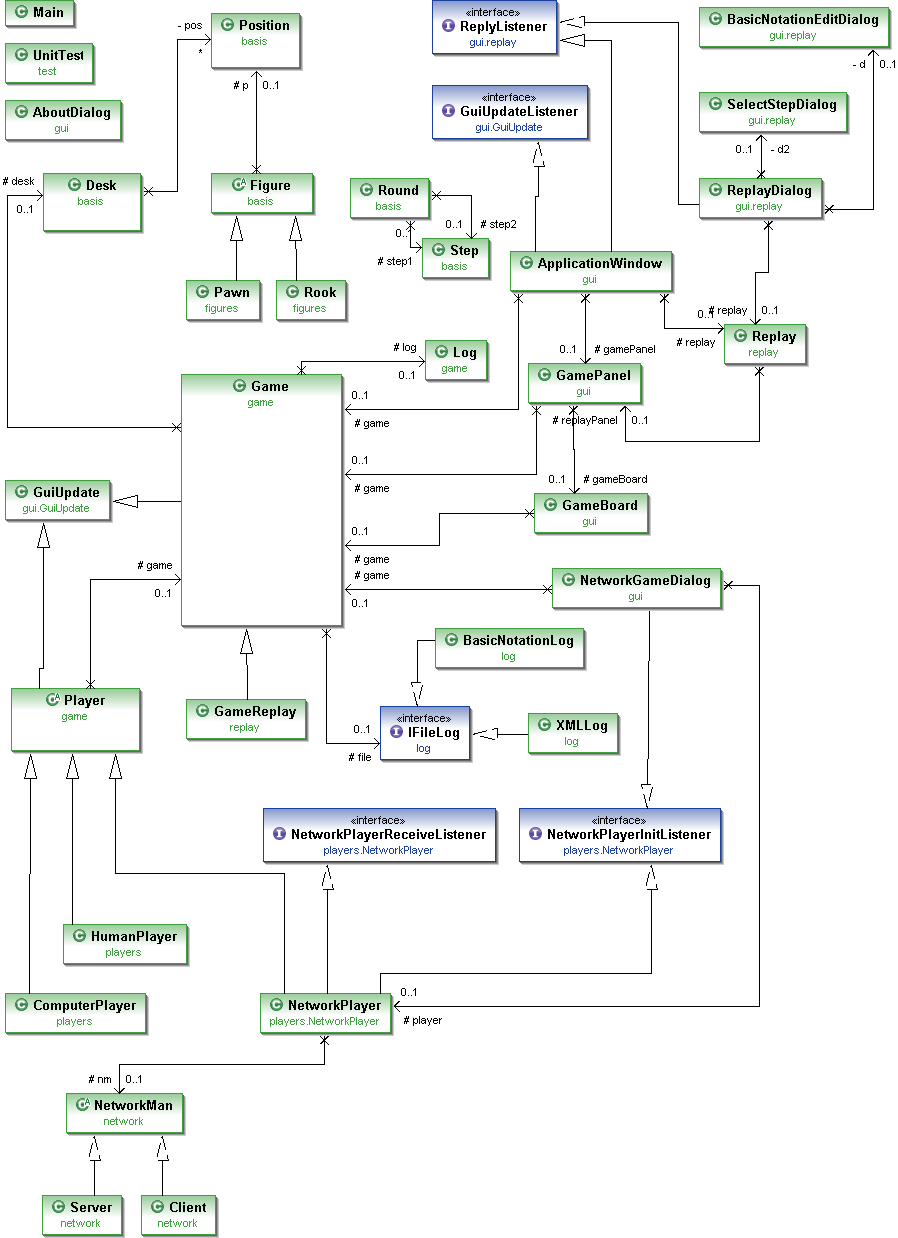 Main
UnitTest
test
AboutDialog
gui
- pos
*
Position
basis
# p
0..1
«interface»
ReplyListener
gui.replay
BasicNotationEditDialog
gui.replay
- d
0..1
«interface»
GuiUpdateListener
gui.GuiUpdate
SelectStepDialog
gui.replay
0..1
- d2
# desk
0..1
Desk
basis
Figure
basis
Round
basis
0..1
# step2
0..
# step1
Step
basis
ReplayDialog
gui.replay
Pawn
figures
Rook
figures
ApplicationWindow
gui
0..1
# replay
0..1
# replay
Replay
replay
# log
0..1
Log
game
0..1
# gamePanel
GamePanel
gui
Game
game
0..1
# game
# replayPanel
0..1
0..1
# game
0..1
# gameBoard
GameBoard
gui
GuiUpdate
gui.GuiUpdate
0..1
# game
# game
0..1
# game
0..1
NetworkGameDialog
gui
BasicNotationLog
log
Player
game
GameReplay
replay
0..1
# file
«interface»
IFileLog
log
XMLLog
log
«interface»
NetworkPlayerReceiveListener
players.NetworkPlayer
«interface»
NetworkPlayerInitListener
players.NetworkPlayer
HumanPlayer
players
ComputerPlayer
players
NetworkPlayer
players.NetworkPlayer
0..1
# player
# nm
0..1
NetworkMan
network
Server
network
Client
network